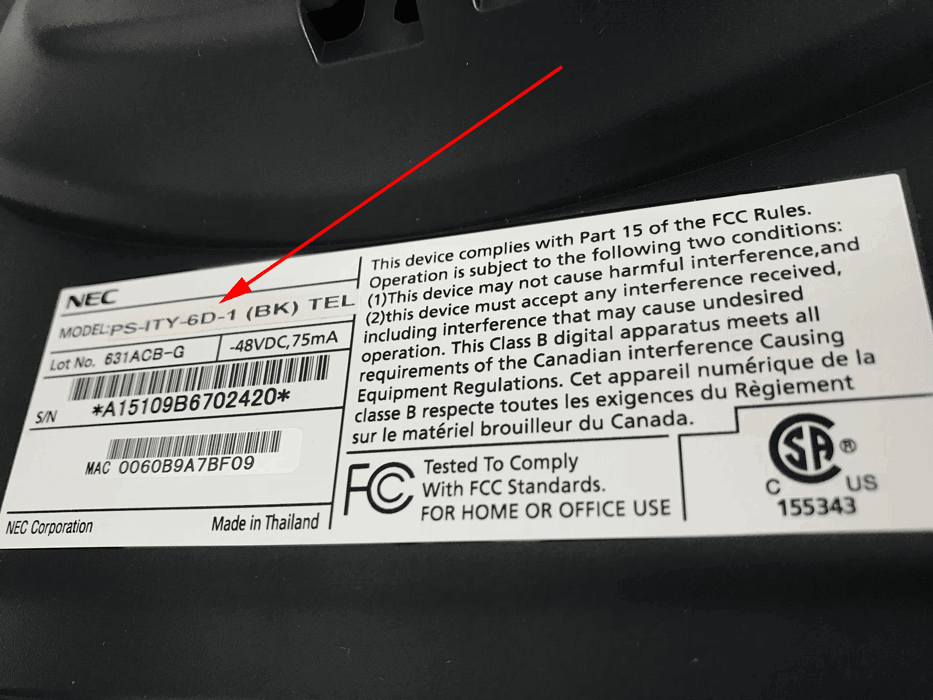 NEC
MODEL:PS-ITY-6D-1 (BK) TEL
Lot No. 631ACB-G
-48VDC,75mA
S/N *A15109B6702420*
MAC 0060B9A7BF09
NEC Corporation
Made in Thailand
This device complies with Part 15 of the FCC Rules.
Operation is subject to the following two conditions:
(1)This device may not cause harmful interference,and
(2)this device must accept any interference received,
including interference that may cause undesired
operation. This Class B digital apparatus meets all
requirements of the Canadian interference Causing
Equipment Regulations. Cet appareil numérique de la
classe B respecte toutes les exigences du Règiement
sur le matériel brouilleur du Canada.
FC
Tested To Comply
With FCC Standards.
FOR HOME OR OFFICE USE
SA ®
C US
155343